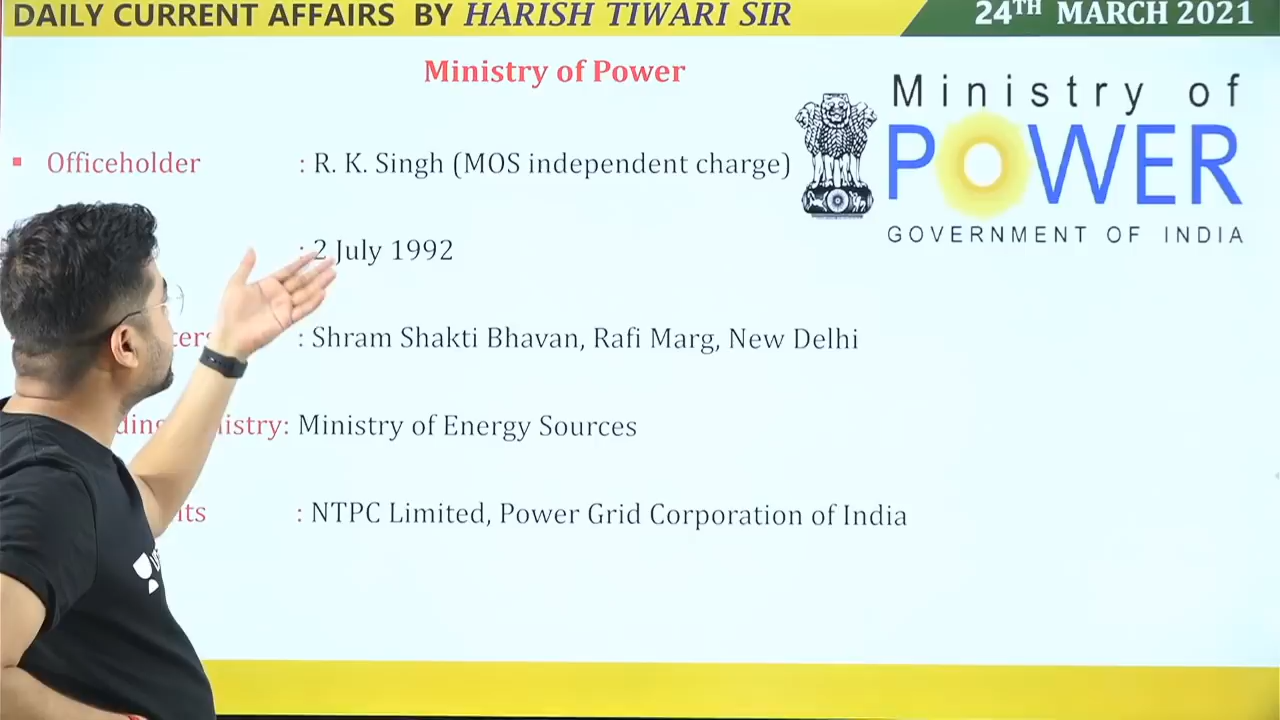 DAILY CURRENT AFFAIRS BY HARISH TIWARI SIR
24TH MARCH 2021
Ministry of Power
Ministry of
POWER
GOVERNMENT OF INDIA
▪ Officeholder : R. K. Singh (MOS independent charge)
: 2 July 1992
: Shram Shakti Bhavan, Rafi Marg, New Delhi
: Ministry of Energy Sources
: NTPC Limited, Power Grid Corporation of India